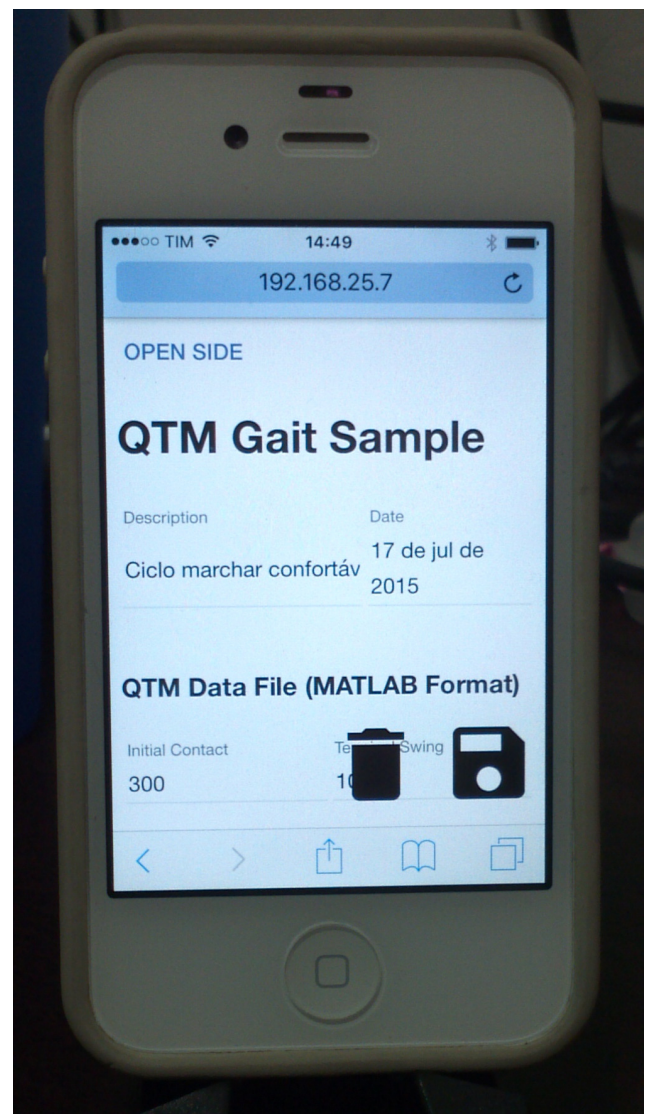 TIM 14:49
192.168.25.7
OPEN SIDE
QTM Gait Sample
Description Date
Ciclo marchar confortáv 17 de jul de
2015
QTM Data File (MATLAB Format)
Initial Contact Swing
300